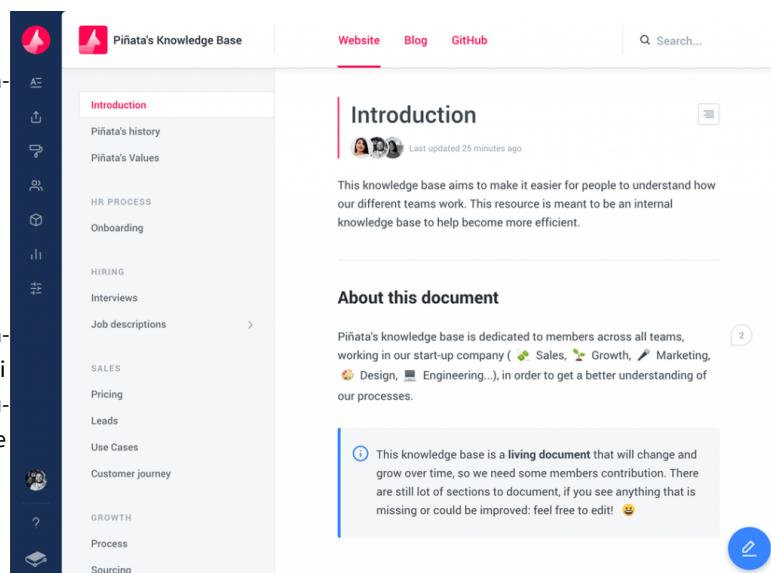 Piñata's Knowledge Base
Website Blog GitHub
Search...
Introduction
Piñata's history
Piñata's Values
HR PROCESS
Onboarding
HIRING
Interviews
Job descriptions
SALES
Pricing
Leads
Use Cases
Customer journey
GROWTH
Process
Sourcing
Introduction
Last updated 25 minutes ago
This knowledge base aims to make it easier for people to understand how
our different teams work. This resource is meant to be an internal
knowledge base to help become more efficient.
About this document
Piñata's knowledge base is dedicated to members across all teams,
working in our start-up company ( 💸 Sales, 🌱 Growth, 🎤 Marketing,
🎨 Design, 💻 Engineering...), in order to get a better understanding of
our processes.
2
This knowledge base is a living document that will change and
grow over time, so we need some members contribution. There
are still lot of sections to document, if you see anything that is
missing or could be improved: feel free to edit! 😄